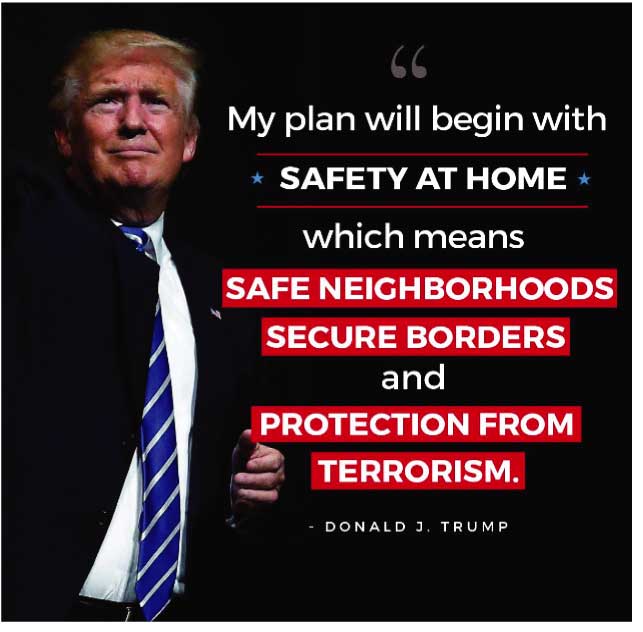 “
My plan will begin with
★ SAFETY AT HOME ★
which means
SAFE NEIGHBORHOODS
SECURE BORDERS
and
PROTECTION FROM
TERRORISM.
- DONALD J. TRUMP